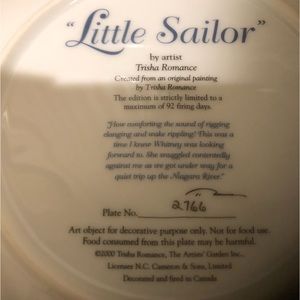 "Little Sailor"
by artist
Trisha Romance
Created from an original painting
by Trisha Romance
The edition is strictly limited to a
maximum of 92 firing days.
"How comforting the sound of rigging
clanging and wake rippling! This was a
time I knew Whitney was looking
forward to. She snuggled contentedly
against me as we got under way for a
quiet trip up the Niagara River."
Plate No. 2766
Art object for decorative purpose only. Not for food use.
Food consumed from this plate may be harmful.
©2000 Trisha Romance, The Artists' Garden Inc.,
Licensor N.C. Cameron & Sons, Limited
Decorated and fired in Canada